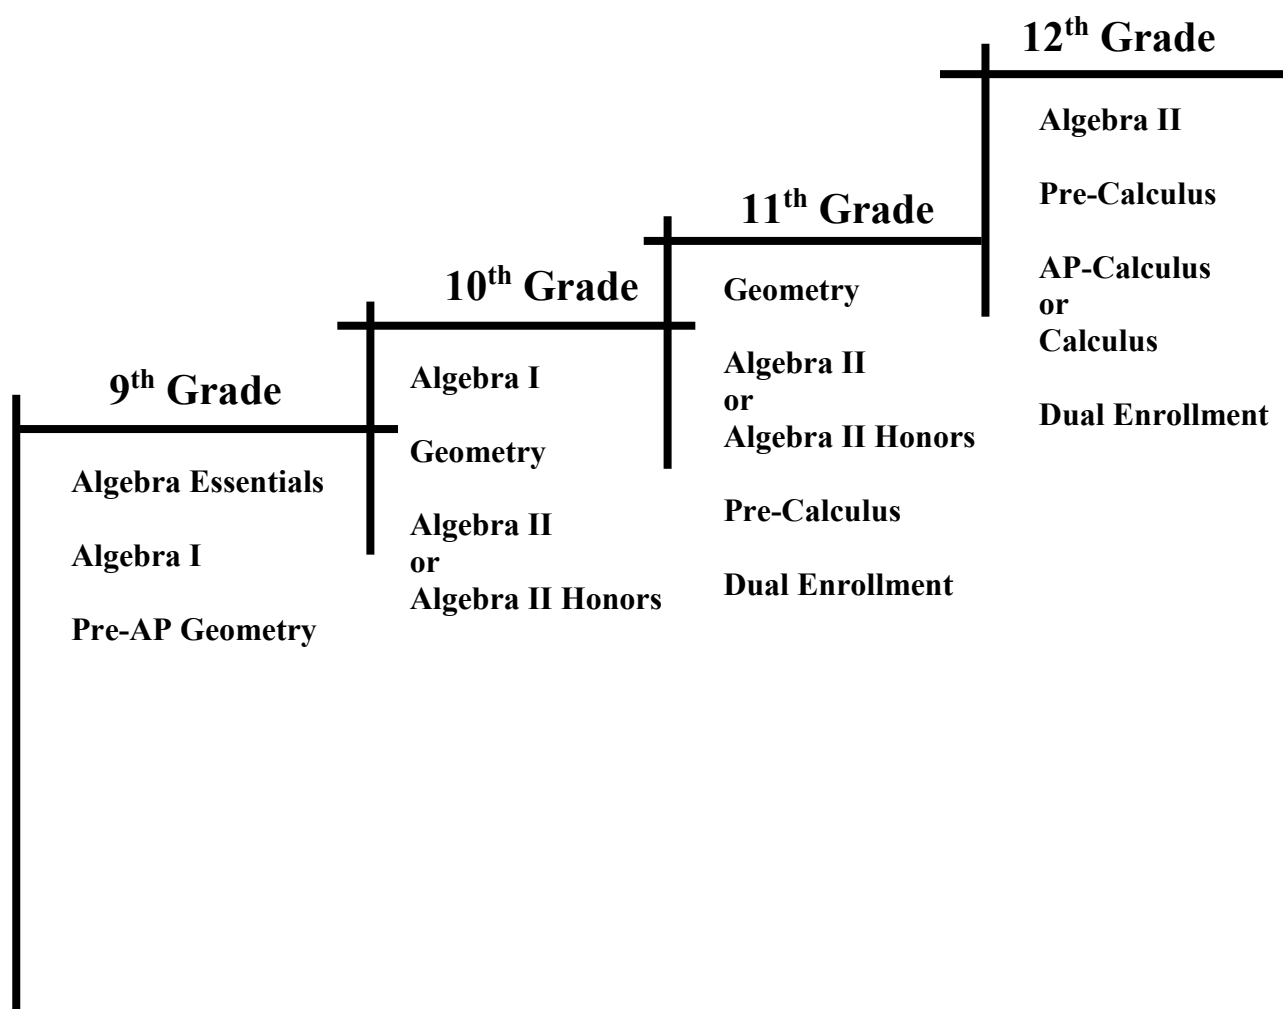 9th Grade
Algebra Essentials
Algebra I
Pre-AP Geometry
10th Grade
Algebra I
Geometry
Algebra II
or
Algebra II Honors
11th Grade
Geometry
Algebra II
or
Algebra II Honors
Pre-Calculus
Dual Enrollment
12th Grade
Algebra II
Pre-Calculus
AP-Calculus
or
Calculus
Dual Enrollment